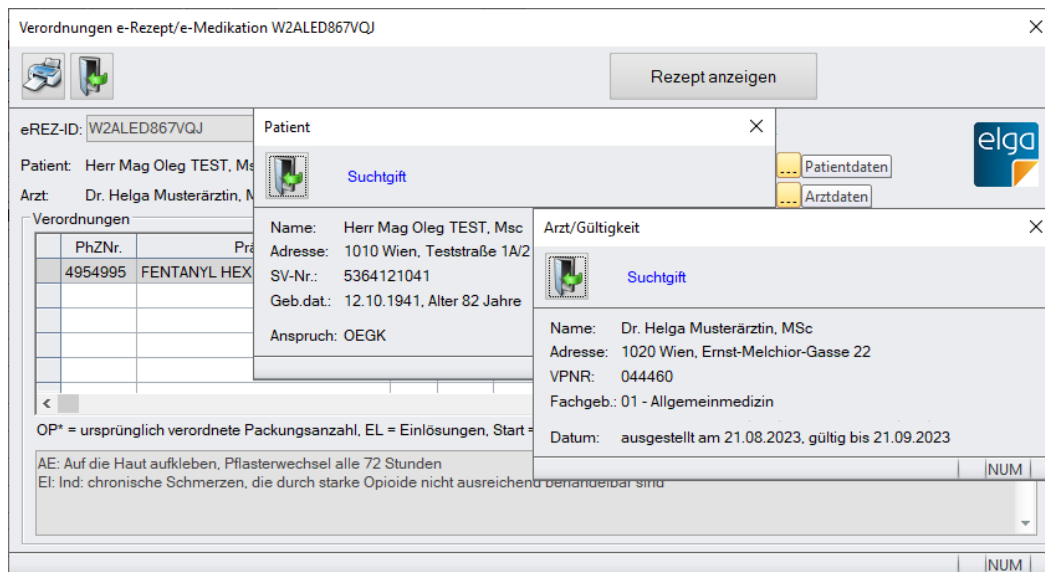 Verordnungen e-Rezept/e-Medikation W2ALED867VQJ
Rezept anzeigen
eREZ-ID: W2ALED867VQJ
elga
Patient: Herr Mag Oleg TEST,
Patientdaten
Arzt: Dr. Helga Musterärztin,
Arztdaten
Verordnungen
PhZNr.
4954995 FENTANYL HEX
OP* = ursprünglich verordnete Packungsanzahl, EL = Einlösungen, Start =
AE: Auf die Haut aufkleben, Pflasterwechsel alle 72 Stunden
EI: Ind: chronische Schmerzen, die durch starke Opioide nicht ausreichend behandelbar sind
NUM
Patient
Suchtgift
Name: Herr Mag Oleg TEST, Msc
Adresse: 1010 Wien, Teststraße 1A/2
SV-Nr.: 5364121041
Geb.dat.: 12.10.1941, Alter 82 Jahre
Anspruch: OEGK
Arzt/Gültigkeit
Suchtgift
Name: Dr. Helga Musterärztin, MSc
Adresse: 1020 Wien, Ernst-Melchior-Gasse 22
VPNR: 044460
Fachgeb.: 01 - Allgemeinmedizin
Datum: ausgestellt am 21.08.2023, gültig bis 21.09.2023
NUM